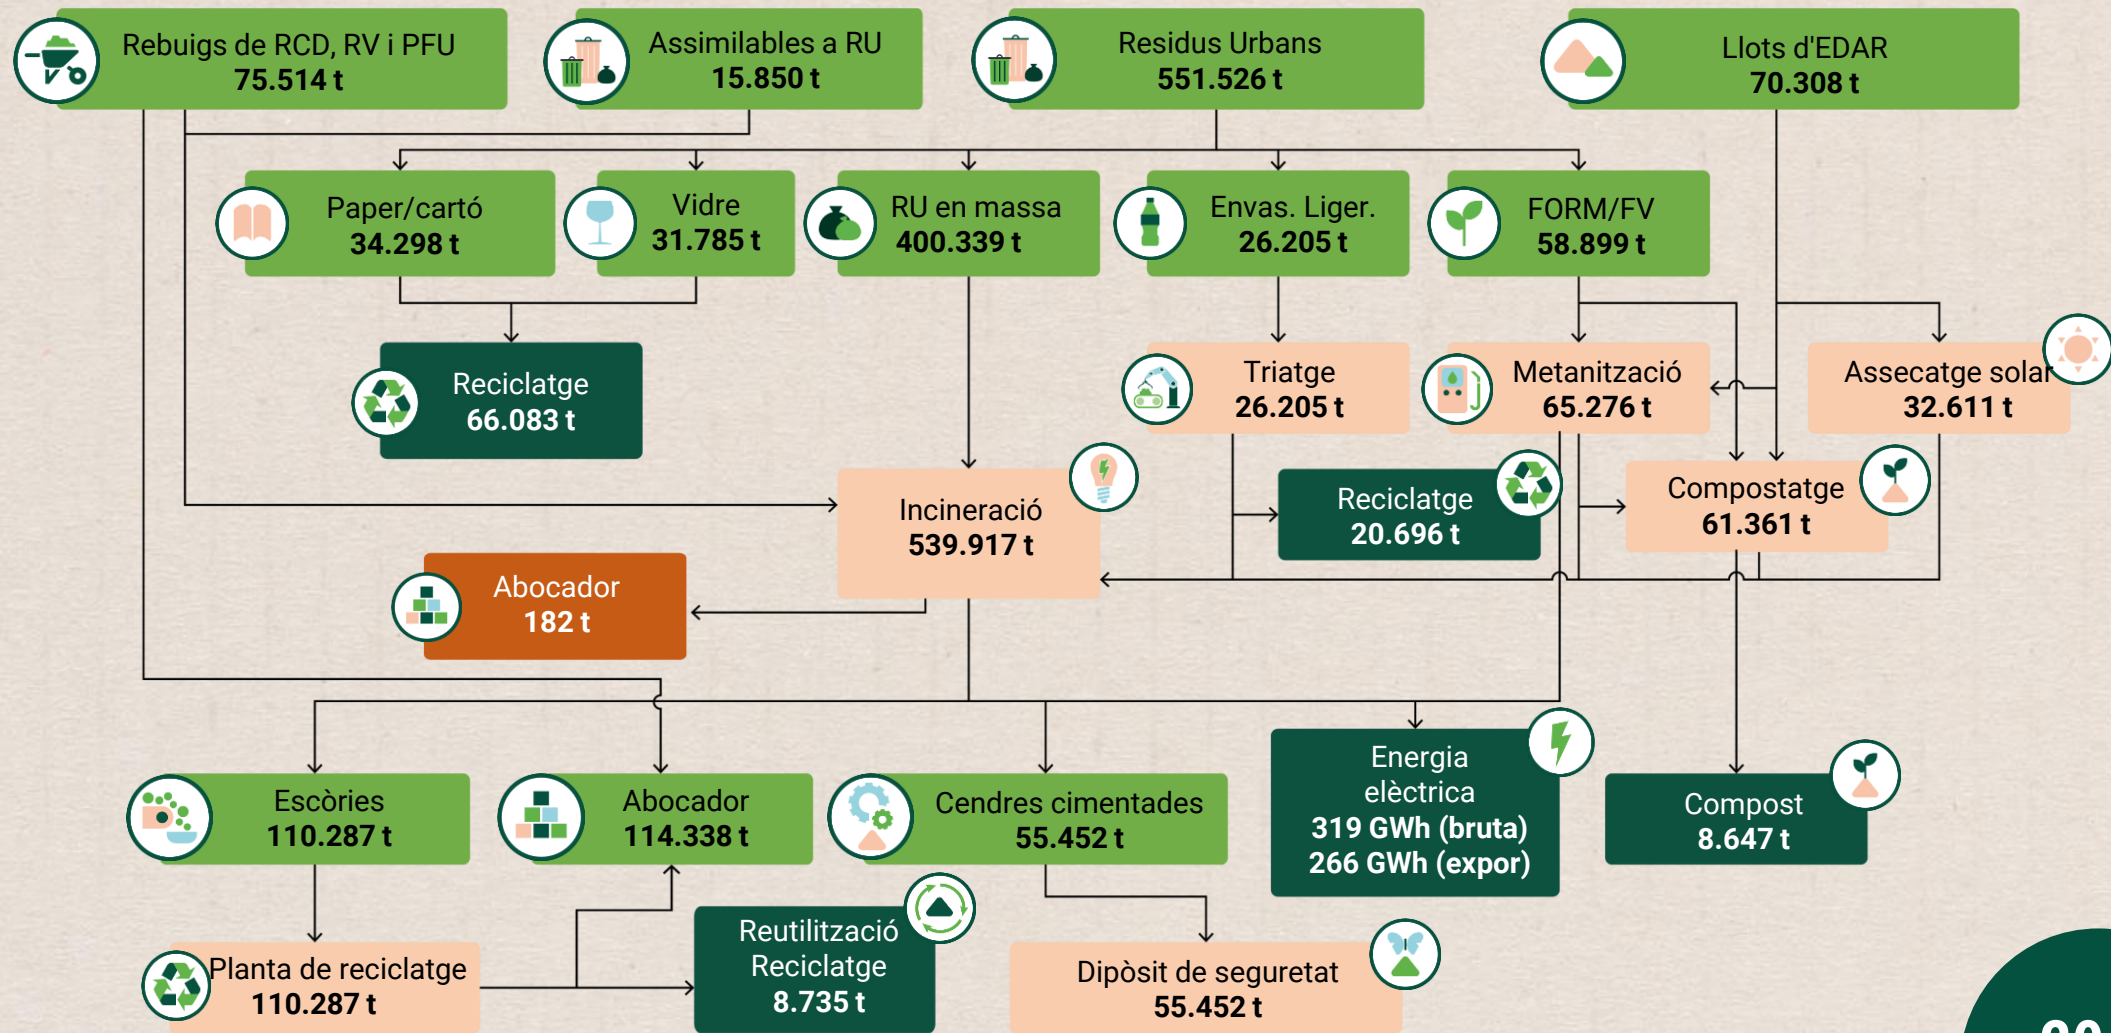 Rebuigs de RCD, RV i PFU
75.514 t
Assimilables a RU
15.850 t
Residus Urbans
551.526 t
Llots d'EDAR
70.308 t
Paper/cartó
34.298 t
Vidre
31.785 t
RU en massa
400.339 t
Envas. Liger.
26.205 t
FORM/FV
58.899 t
Reciclatge
66.083 t
Triatge
26.205 t
Metanització
65.276 t
Assecatge solar
32.611 t
Incineració
539.917 t
Reciclatge
20.696 t
Compostatge
61.361 t
Abocador
182 t
Escòries
110.287 t
Abocador
114.338 t
Cendres cimentades
55.452 t
Energia
elèctrica
319 GWh (bruta)
266 GWh (expor)
Compost
8.647 t
Planta de reciclatge
110.287 t
Reutilització
Reciclatge
8.735 t
Dipòsit de seguretat
55.452 t